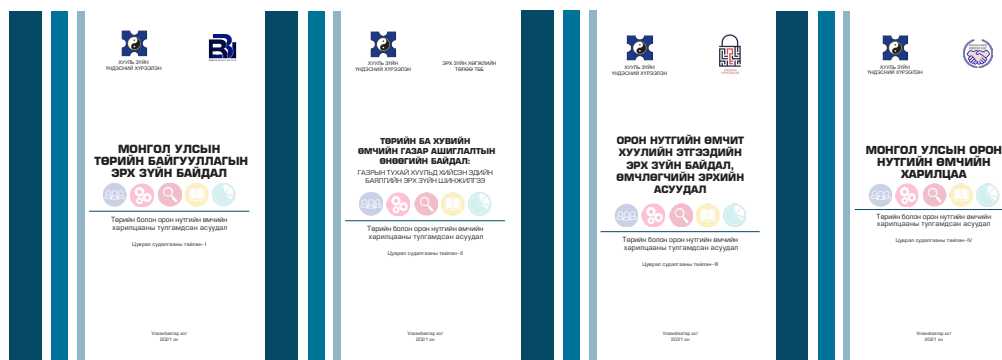 ХУУЛЬ ЗҮЙН
ҮНДЭСНИЙ ХҮРЭЭЛЭН
МОНГОЛ УЛСЫН
ТӨРИЙН БАЙГУУЛЛАГЫН
ЭРХ ЗҮЙН БАЙДАЛ
Төрийн болон орон нутгийн өмчийн
харилцааны тулгамдсан асуудал
Цуврал судалгааны тайлан-I
Улаанбаатар хот
2021 он
ХУУЛЬ ЗҮЙН
ҮНДЭСНИЙ ХҮРЭЭЛЭН
ЭРХ ЗҮЙН ХӨГЖЛИЙН
ТӨЛӨӨ ТББ
ТӨРИЙН БА ХУВИЙН
ӨМЧИЙН ГАЗАР АШИГЛАЛТЫН
ӨНӨӨГИЙН БАЙДАЛ:
ГАЗРЫН ТУХАЙ ХУУЛЬД ХИЙСЭН ЭДИЙН
БАЯЛГИЙН ЭРХ ЗҮЙН ШИНЖИЛГЭЭ
Төрийн болон орон нутгийн өмчийн
харилцааны тулгамдсан асуудал
Цуврал судалгааны тайлан-II
Улаанбаатар хот
2021 он
ХУУЛЬ ЗҮЙН
ҮНДЭСНИЙ ХҮРЭЭЛЭН
ОРОН НУТГИЙН ӨМЧИТ
ХУУЛИЙН ЭТГЭЭДИЙН
ЭРХ ЗҮЙН БАЙДАЛ,
ӨМЧЛӨГЧИЙН ЭРХИЙН
АСУУДАЛ
Төрийн болон орон нутгийн өмчийн
харилцааны тулгамдсан асуудал
Цуврал судалгааны тайлан-III
Улаанбаатар хот
2021 он
ХУУЛЬ ЗҮЙН
ҮНДЭСНИЙ ХҮРЭЭЛЭН
МОНГОЛ УЛСЫН ОРОН
НУТГИЙН ӨМЧИЙН
ХАРИЛЦАА
Төрийн болон орон нутгийн өмчийн
харилцааны тулгамдсан асуудал
Цуврал судалгааны тайлан-IV
Улаанбаатар хот
2021 он